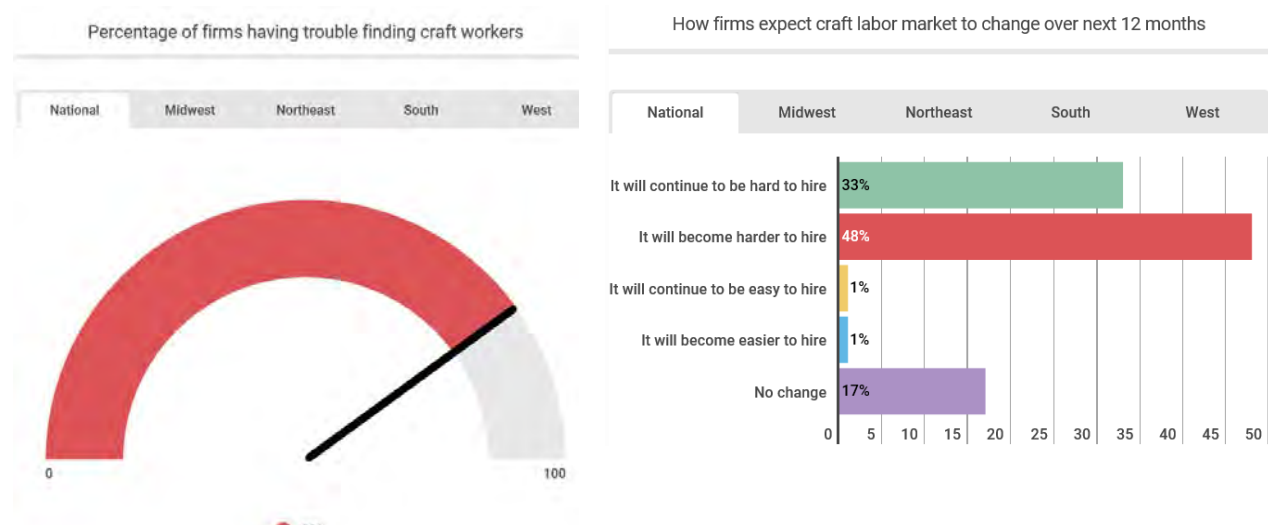 Percentage of firms having trouble finding craft workers
National Midwest Northeast South West
0 100
How firms expect craft labor market to change over next 12 months
National Midwest Northeast South West
It will continue to be hard to hire 33%
It will become harder to hire 48%
It will continue to be easy to hire 1%
It will become easier to hire 1%
No change 17%
0 5 10 15 20 25 30 35 40 45 50